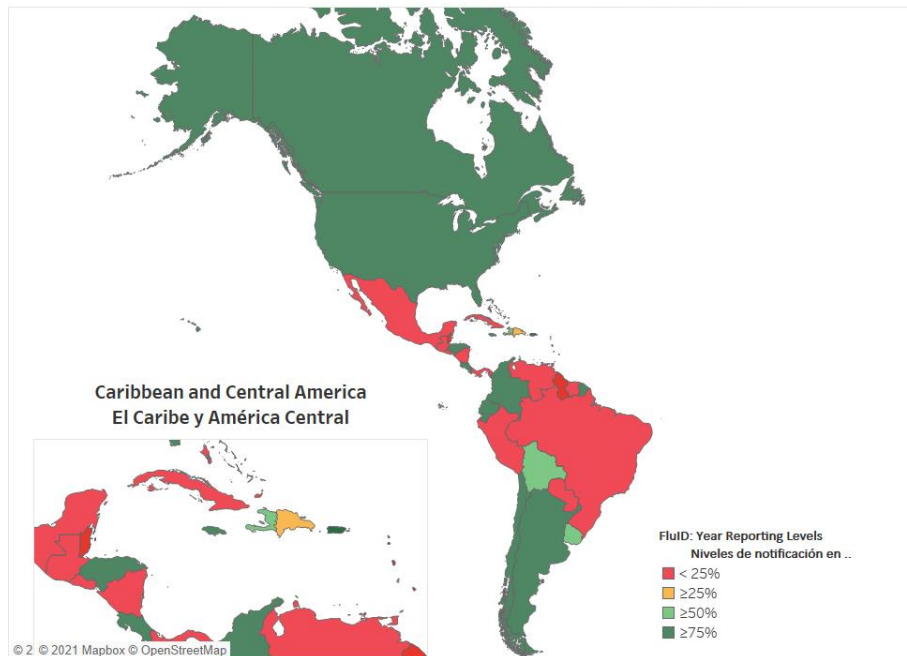 Caribbean and Central America
El Caribe y América Central
FluID: Year Reporting Levels
Niveles de notificación en ..
< 25%
≥25%
≥50%
≥75%
© 2 © 2021 Mapbox © OpenStreetMap